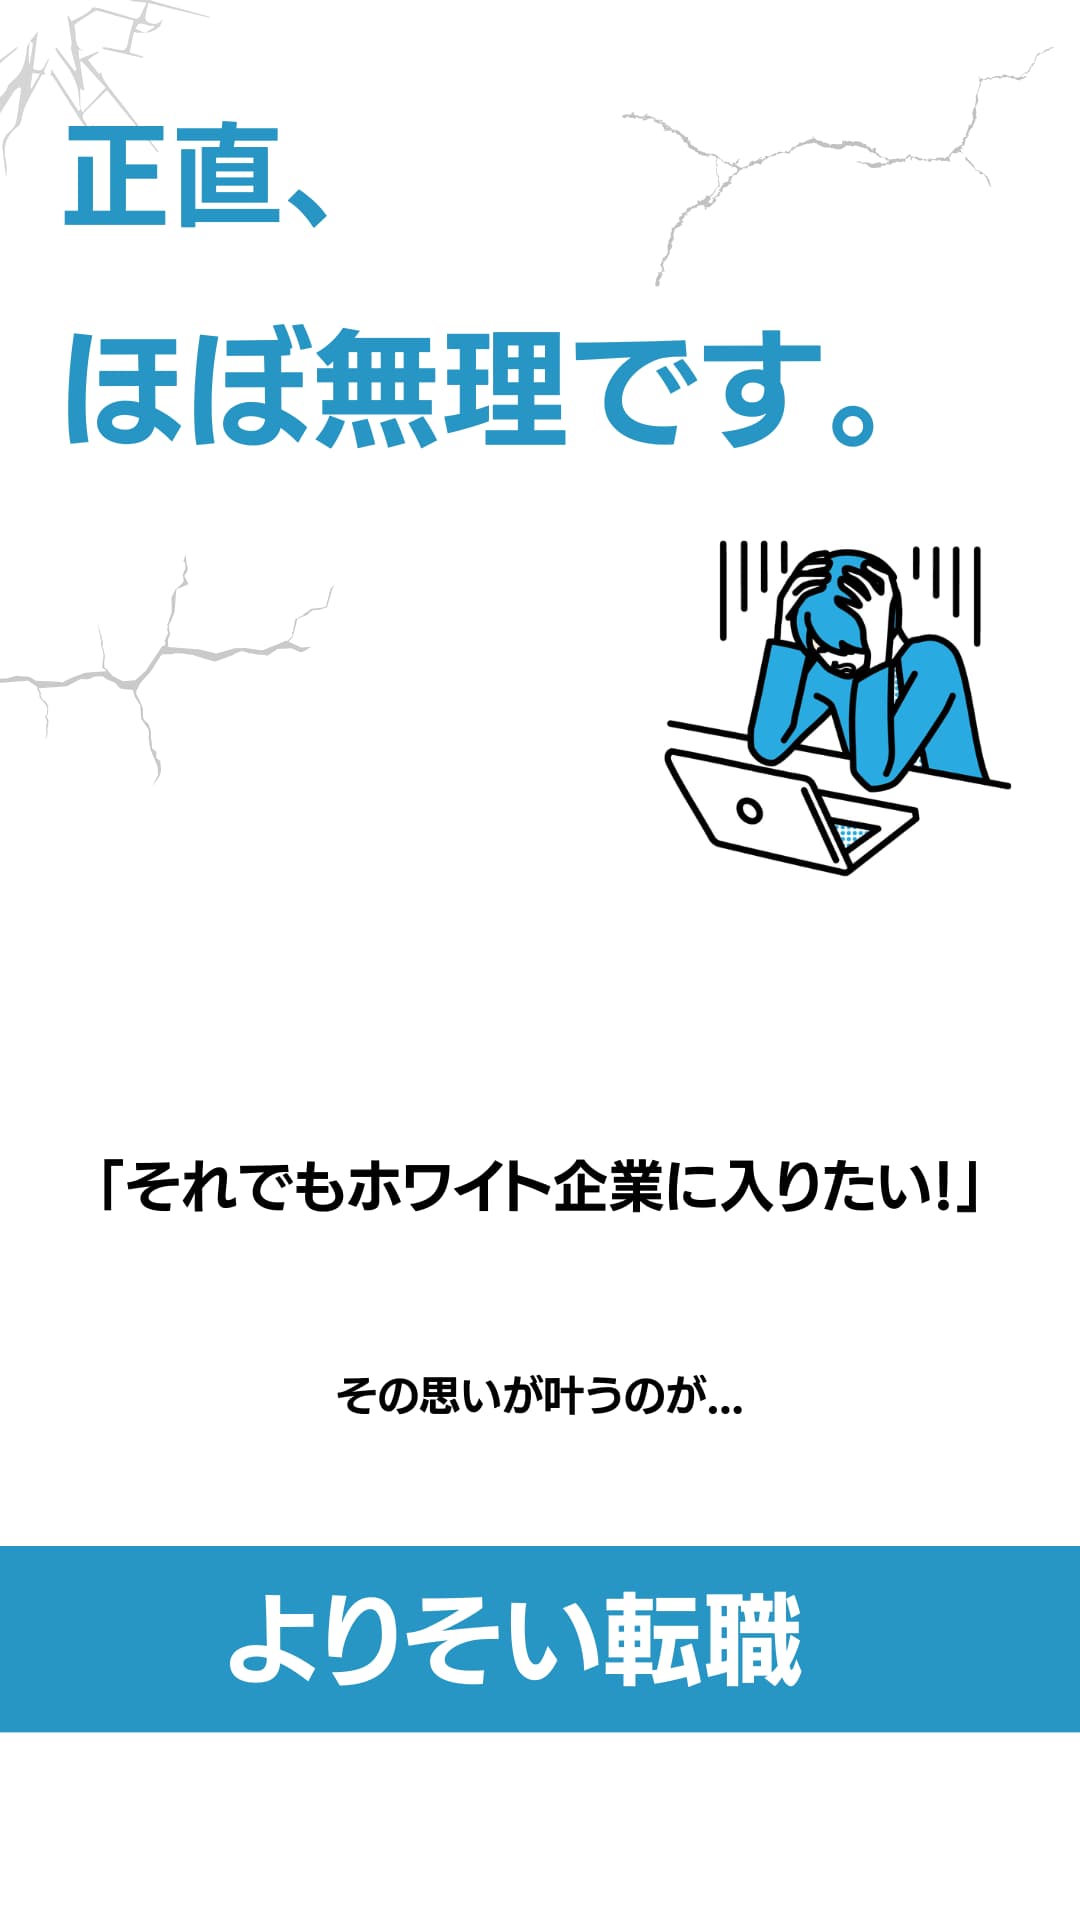 正直、
ほぼ無理です。
「それでもホワイト企業に入りたい!」
その思いが叶うのが...
よりそい転職